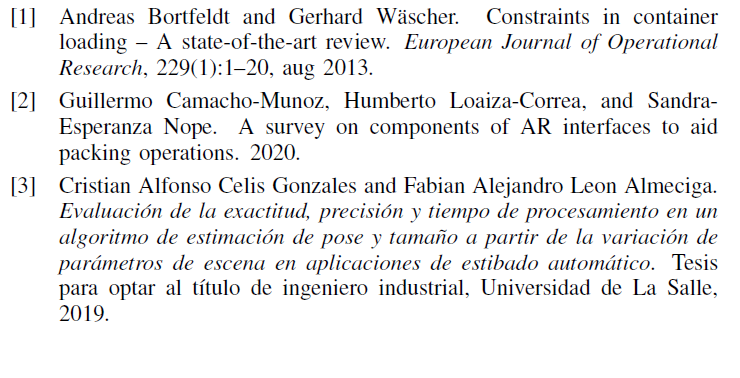 [1] Andreas Bortfeldt and Gerhard Wäscher. Constraints in container
loading – A state-of-the-art review. European Journal of Operational
Research, 229(1):1–20, aug 2013.
[2] Guillermo Camacho-Munoz, Humberto Loaiza-Correa, and Sandra-
Esperanza Nope. A survey on components of AR interfaces to aid
packing operations. 2020.
[3] Cristian Alfonso Celis Gonzales and Fabian Alejandro Leon Almeciga.
Evaluación de la exactitud, precisión y tiempo de procesamiento en un
algoritmo de estimación de pose y tamaño a partir de la variación de
parámetros de escena en aplicaciones de estibado automático. Tesis
para optar al título de ingeniero industrial, Universidad de La Salle,
2019.